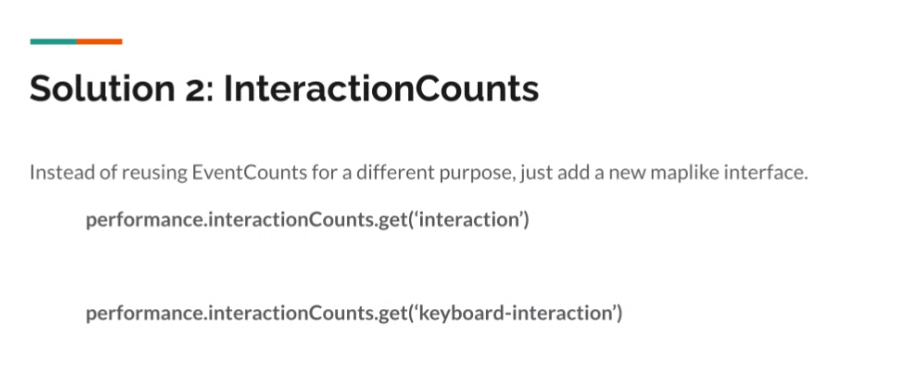 Solution 2: InteractionCounts
Instead of reusing EventCounts for a different purpose, just add a new maplike interface.
performance.interactionCounts.get(‘interaction’)
performance.interactionCounts.get(‘keyboard-interaction’)